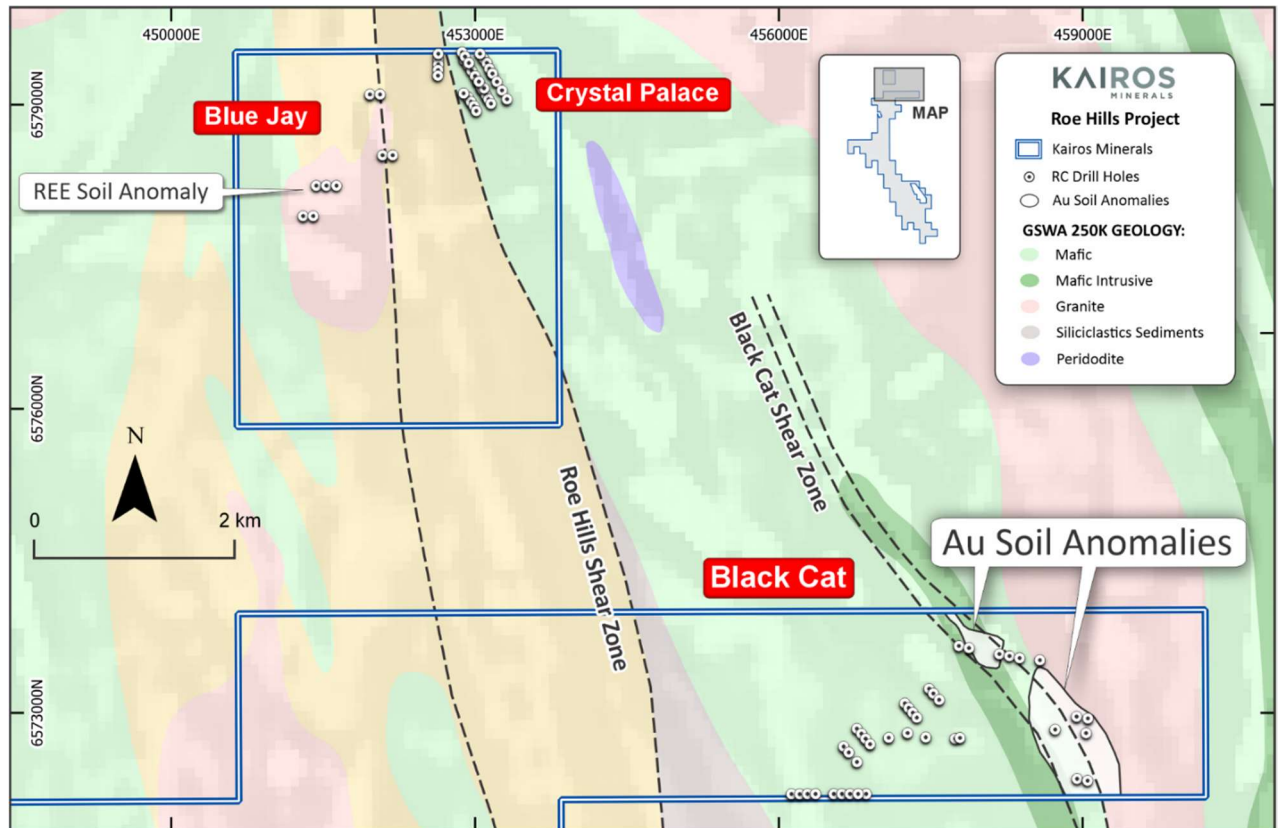 450000E
453000E
456000E
459000E
6579000N
6576000N
6573000N
Blue Jay
Crystal Palace
REE Soil Anomaly
MAP
KAIROS
MINERALS
Roe Hills Project
Kairos Minerals
RC Drill Holes
Au Soil Anomalies
GSWA 250K GEOLOGY:
Mafic
Mafic Intrusive
Granite
Siliciclastics Sediments
Peridodite
Black Cat Shear Zone
Roe Hills Shear Zone
N
0 2 km
Au Soil Anomalies
Black Cat